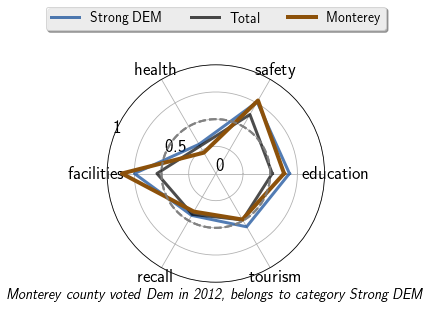 Strong DEM Total Monterey
health safety
1
0.5
0
facilities education
recall tourism
Monterey county voted Dem in 2012, belongs to category Strong DEM